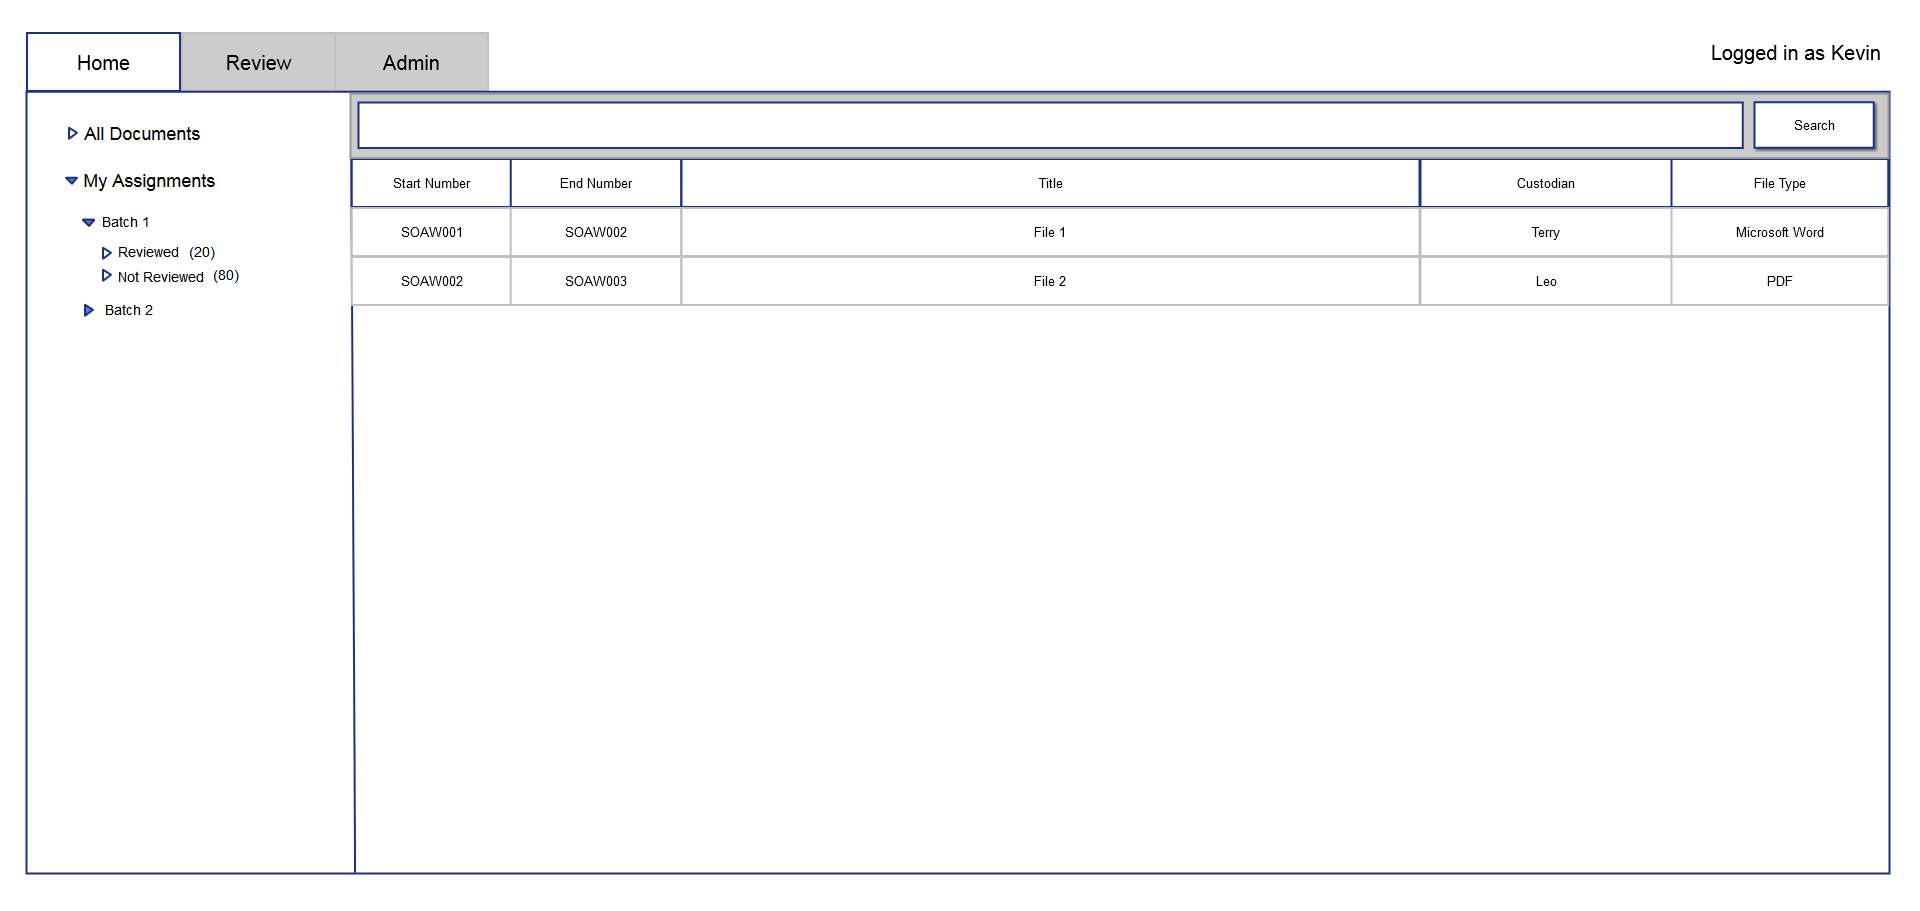 Home Review Admin
Logged in as Kevin
All Documents
My Assignments
Batch 1
Reviewed (20)
Not Reviewed (80)
Batch 2
Search
Start Number End Number Title Custodian File Type
SOAW001 SOAW002 File 1 Terry Microsoft Word
SOAW002 SOAW003 File 2 Leo PDF